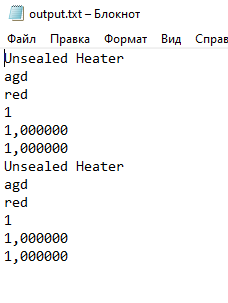 output.txt – Блокнот
Файл Правка Формат Вид Справ
Unsealed Heater
agd
red
1
1,000000
1,000000
Unsealed Heater
agd
red
1
1,000000
1,000000